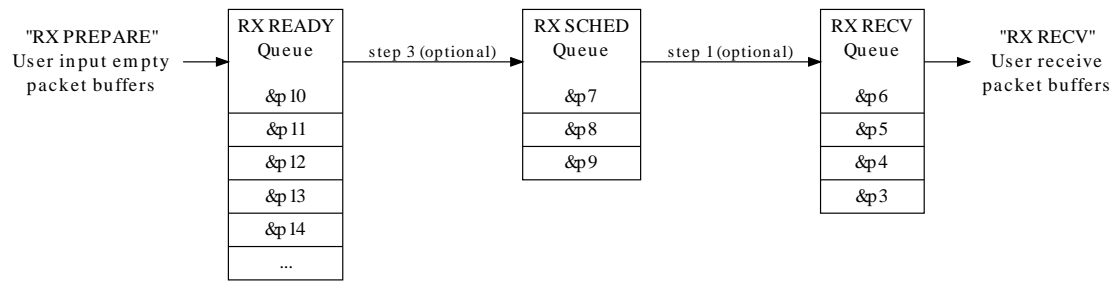 "RX PREPARE"
User input empty
packet buffers
RX READY
Queue
&p10
&p11
&p12
&p13
&p14
...
step 3 (optional)
RX SCHED
Queue
&p7
&p8
&p9
step 1 (optional)
RX RECV
Queue
&p6
&p5
&p4
&p3
"RX RECV"
User receive
packet buffers